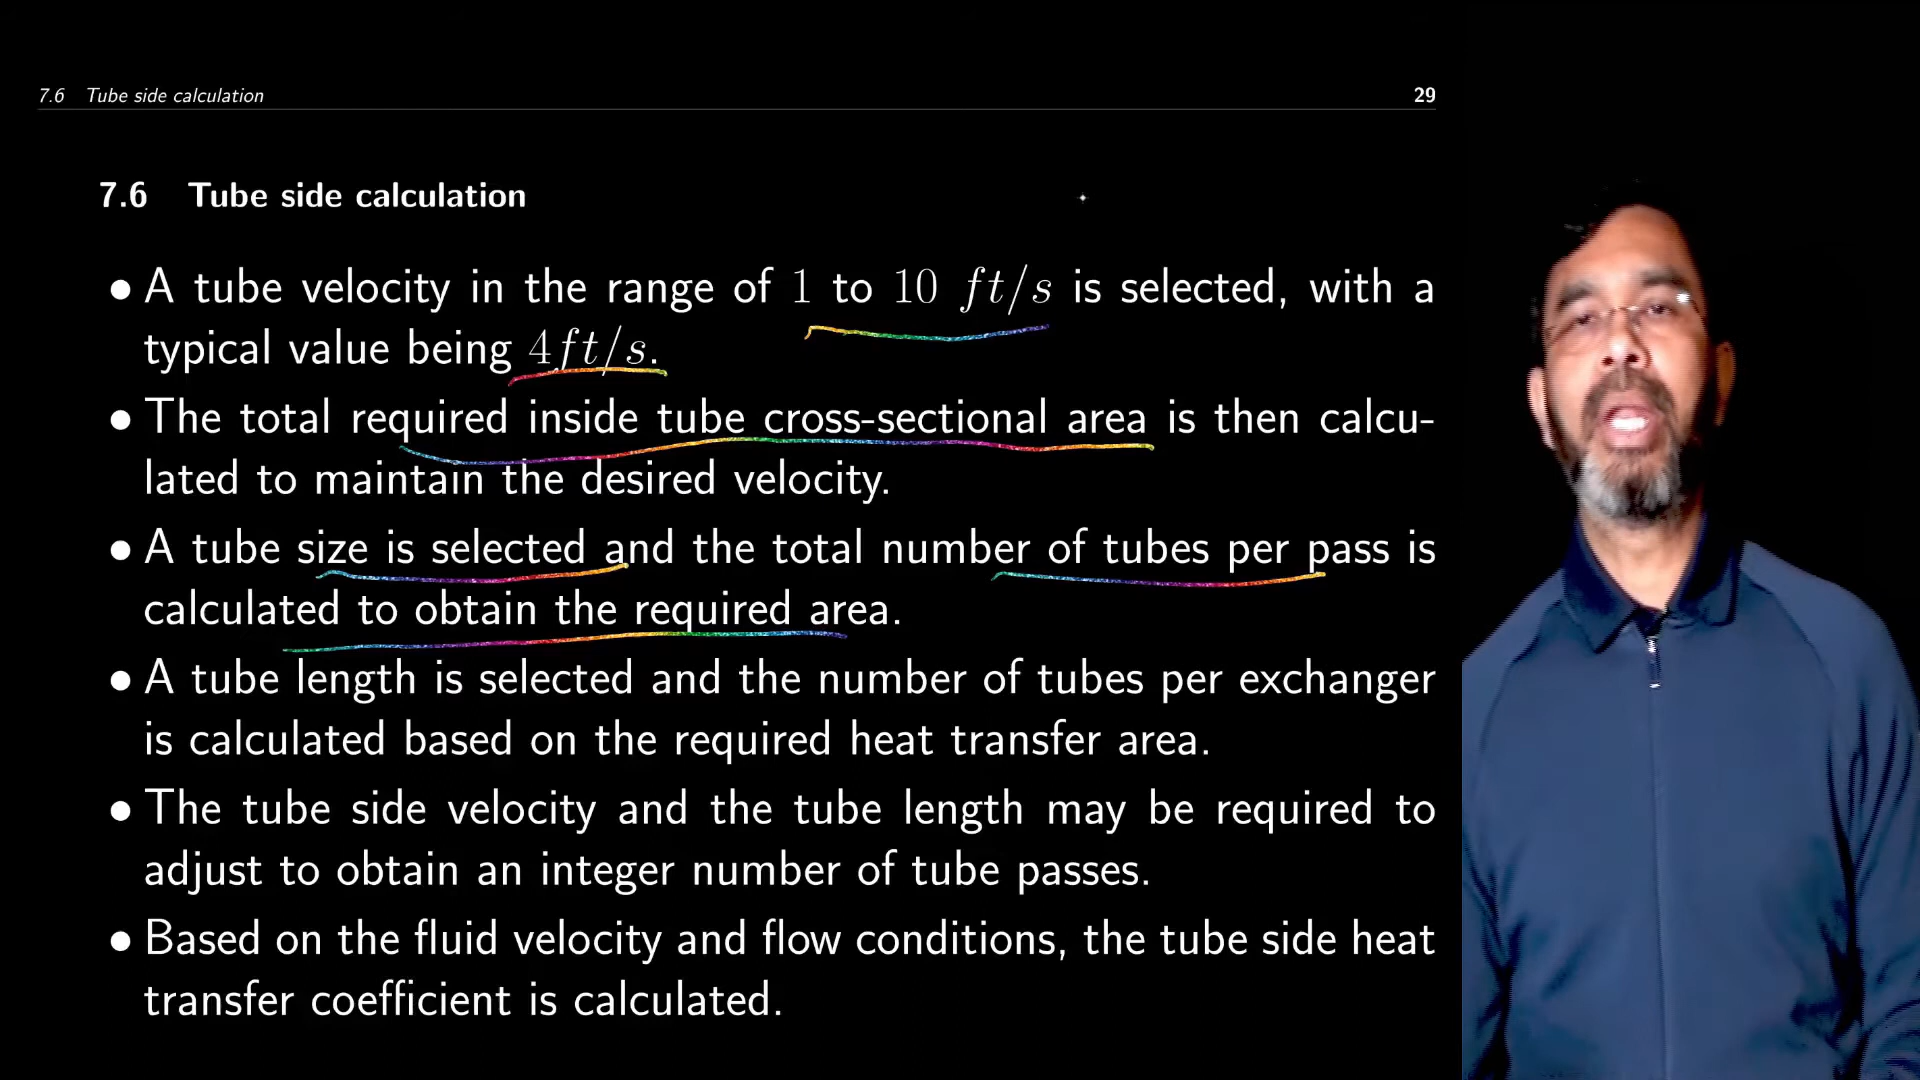 7.6 Tube side calculation 29
7.6 Tube side calculation
• A tube velocity in the range of 1 to 10 ft/s is selected, with a
typical value being 4ft/s.
• The total required inside tube cross-sectional area is then calcu-
lated to maintain the desired velocity.
• A tube size is selected and the total number of tubes per pass is
calculated to obtain the required area.
• A tube length is selected and the number of tubes per exchanger
is calculated based on the required heat transfer area.
• The tube side velocity and the tube length may be required to
adjust to obtain an integer number of tube passes.
• Based on the fluid velocity and flow conditions, the tube side heat
transfer coefficient is calculated.